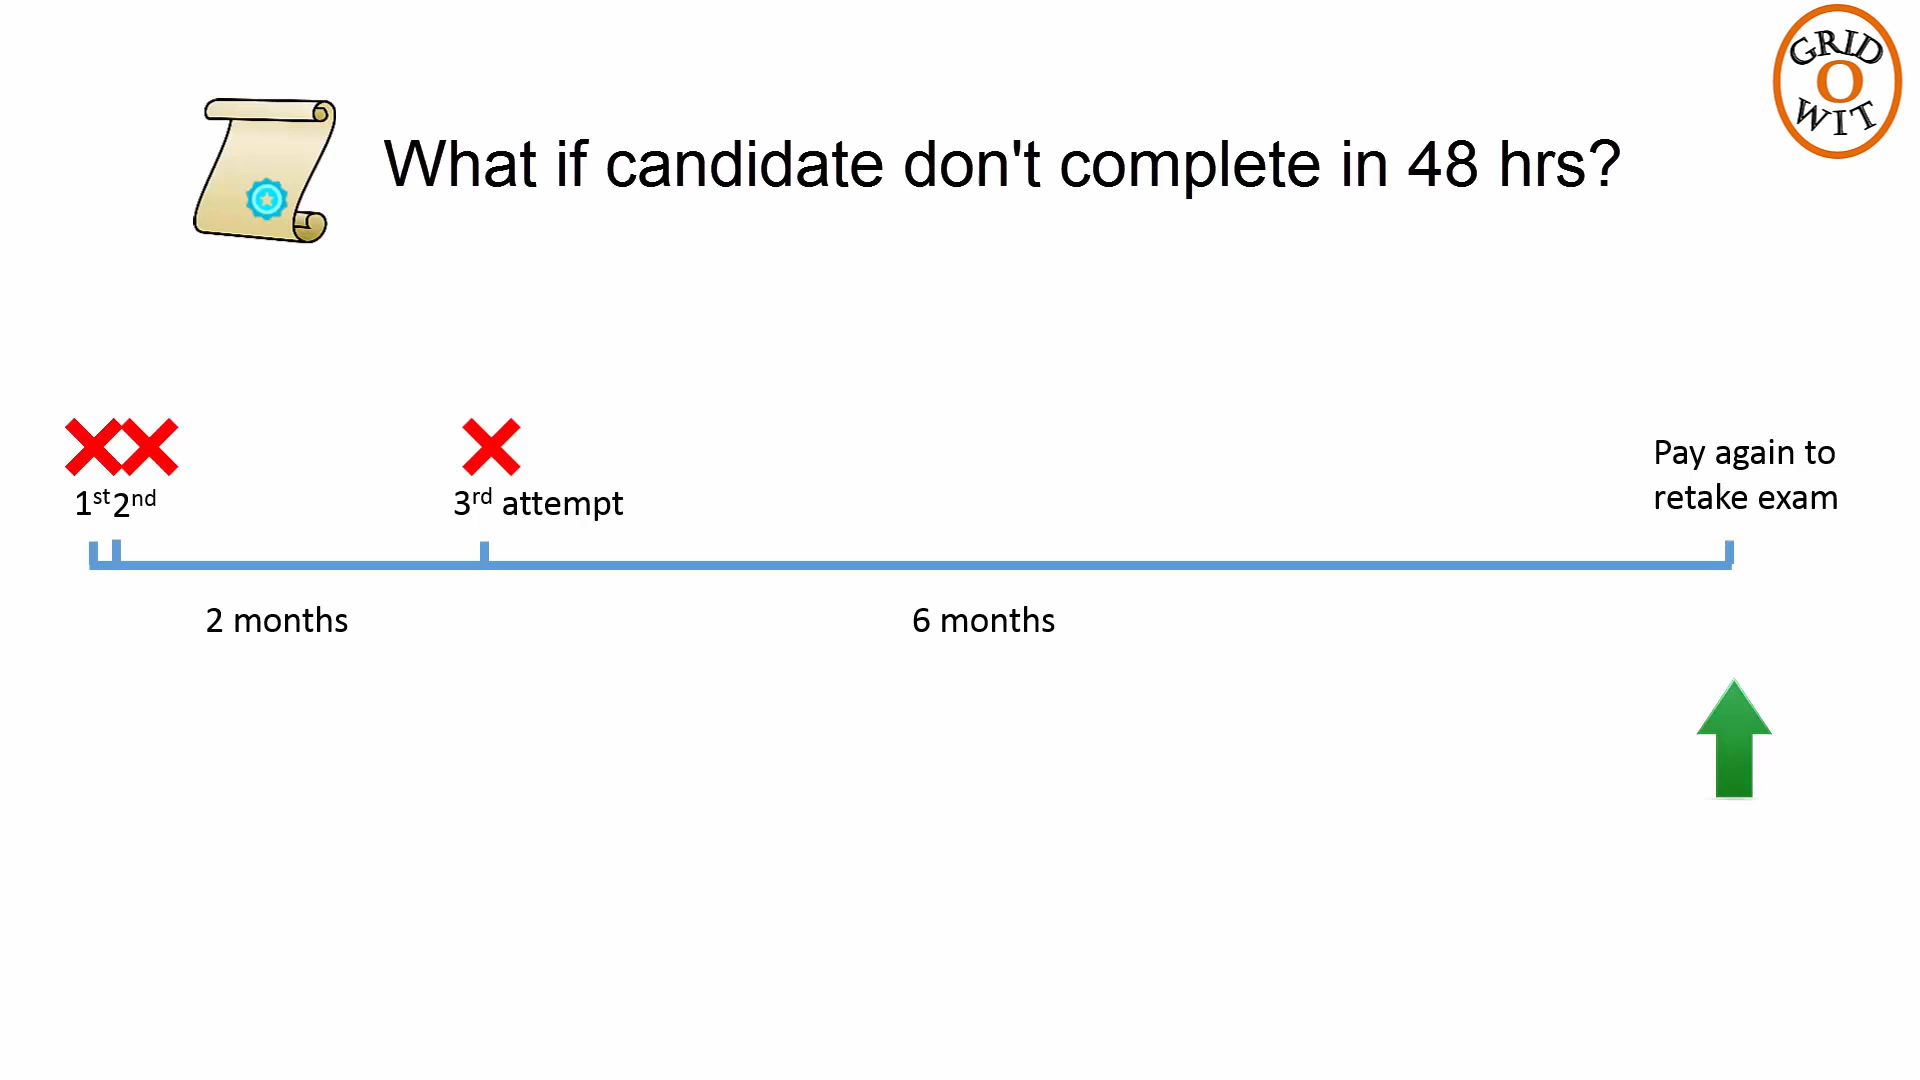 GRID
O
WIT
What if candidate don't complete in 48 hrs?
1st 2nd
3rd attempt
Pay again to
retake exam
2 months
6 months